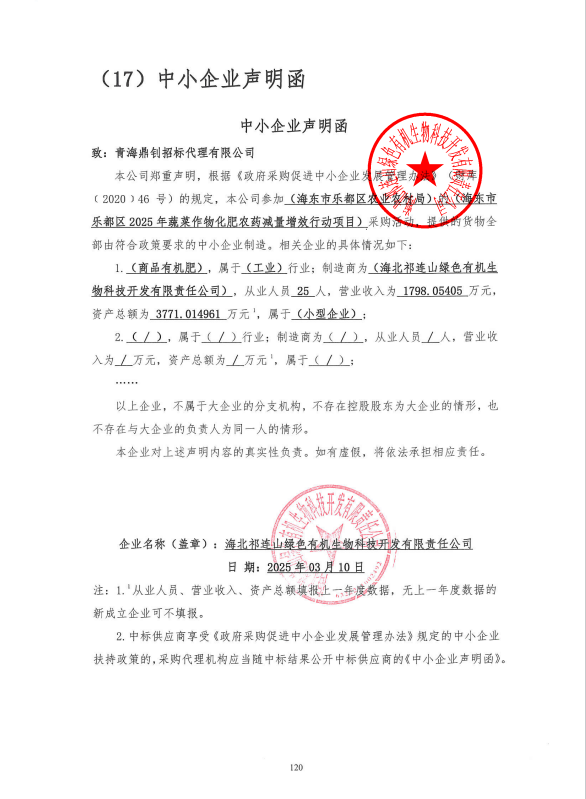 （17）中小企业声明函
中小企业声明函
致：青海鼎钊招标代理有限公司
本公司郑重声明，根据《政府采购促进中小企业发展管理办法》（财库
﹝2020﹞46 号）的规定，本公司参加（海东市乐都区农业农村局）的（海东市
乐都区 2025 年蔬菜作物化肥农药减量增效行动项目）采购活动，提供的货物全
部由符合政策要求的中小企业制造。相关企业的具体情况如下：
1.（商品有机肥），属于（工业）行业；制造商为（海北祁连山绿色有机生
物科技开发有限责任公司），从业人员 25 人，营业收入为 1798.05405 万元，
资产总额为 3771.014961 万元¹，属于（小型企业）；
2.（ / ），属于（ / ）行业；制造商为（ / ），从业人员 / 人，营业收
入为 / 万元，资产总额为 / 万元¹，属于（ / ）；
……
以上企业，不属于大企业的分支机构，不存在控股股东为大企业的情形，也
不存在与大企业的负责人为同一人的情形。
本企业对上述声明内容的真实性负责。如有虚假，将依法承担相应责任。
企业名称（盖章）：海北祁连山绿色有机生物科技开发有限责任公司
日 期：2025 年 03 月 10 日
注：1.¹从业人员、营业收入、资产总额填报上一年度数据，无上一年度数据的
新成立企业可不填报。
2. 中标供应商享受《政府采购促进中小企业发展管理办法》规定的中小企业
扶持政策的，采购代理机构应当随中标结果公开中标供应商的《中小企业声明函》。
120